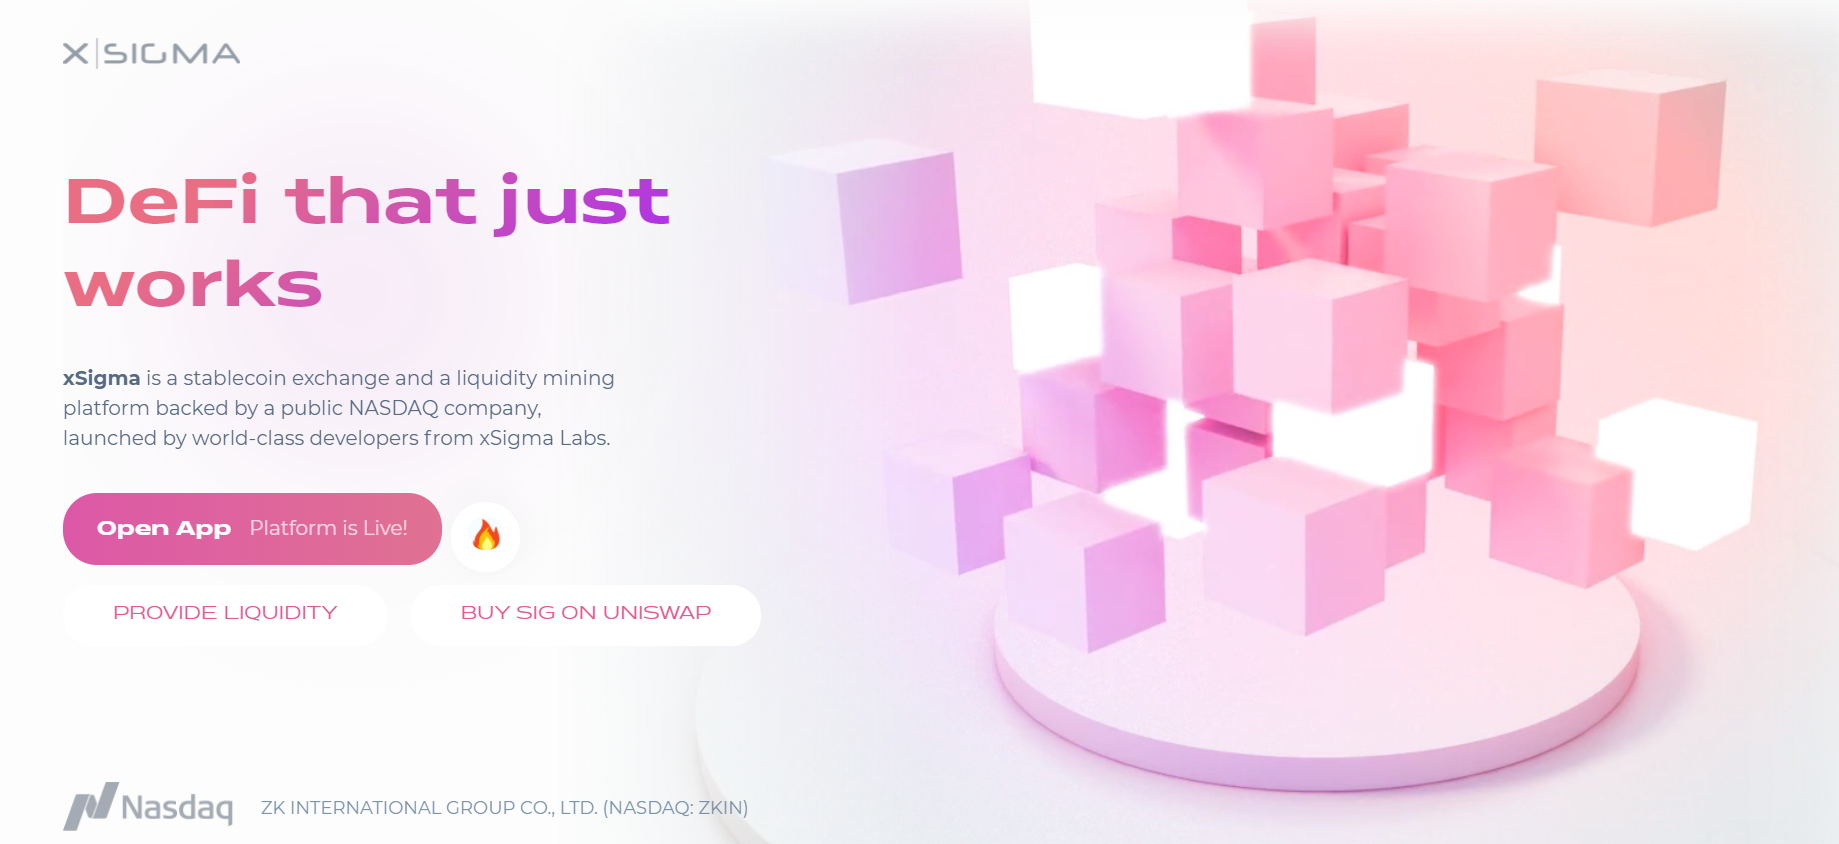 X|SIGMA
DeFi that just
works
xSigma is a stablecoin exchange and a liquidity mining
platform backed by a public NASDAQ company,
launched by world-class developers from xSigma Labs.
Open App Platform is Live!
PROVIDE LIQUIDITY BUY SIG ON UNISWAP
Nasdaq ZK INTERNATIONAL GROUP CO., LTD. (NASDAQ: ZKIN)